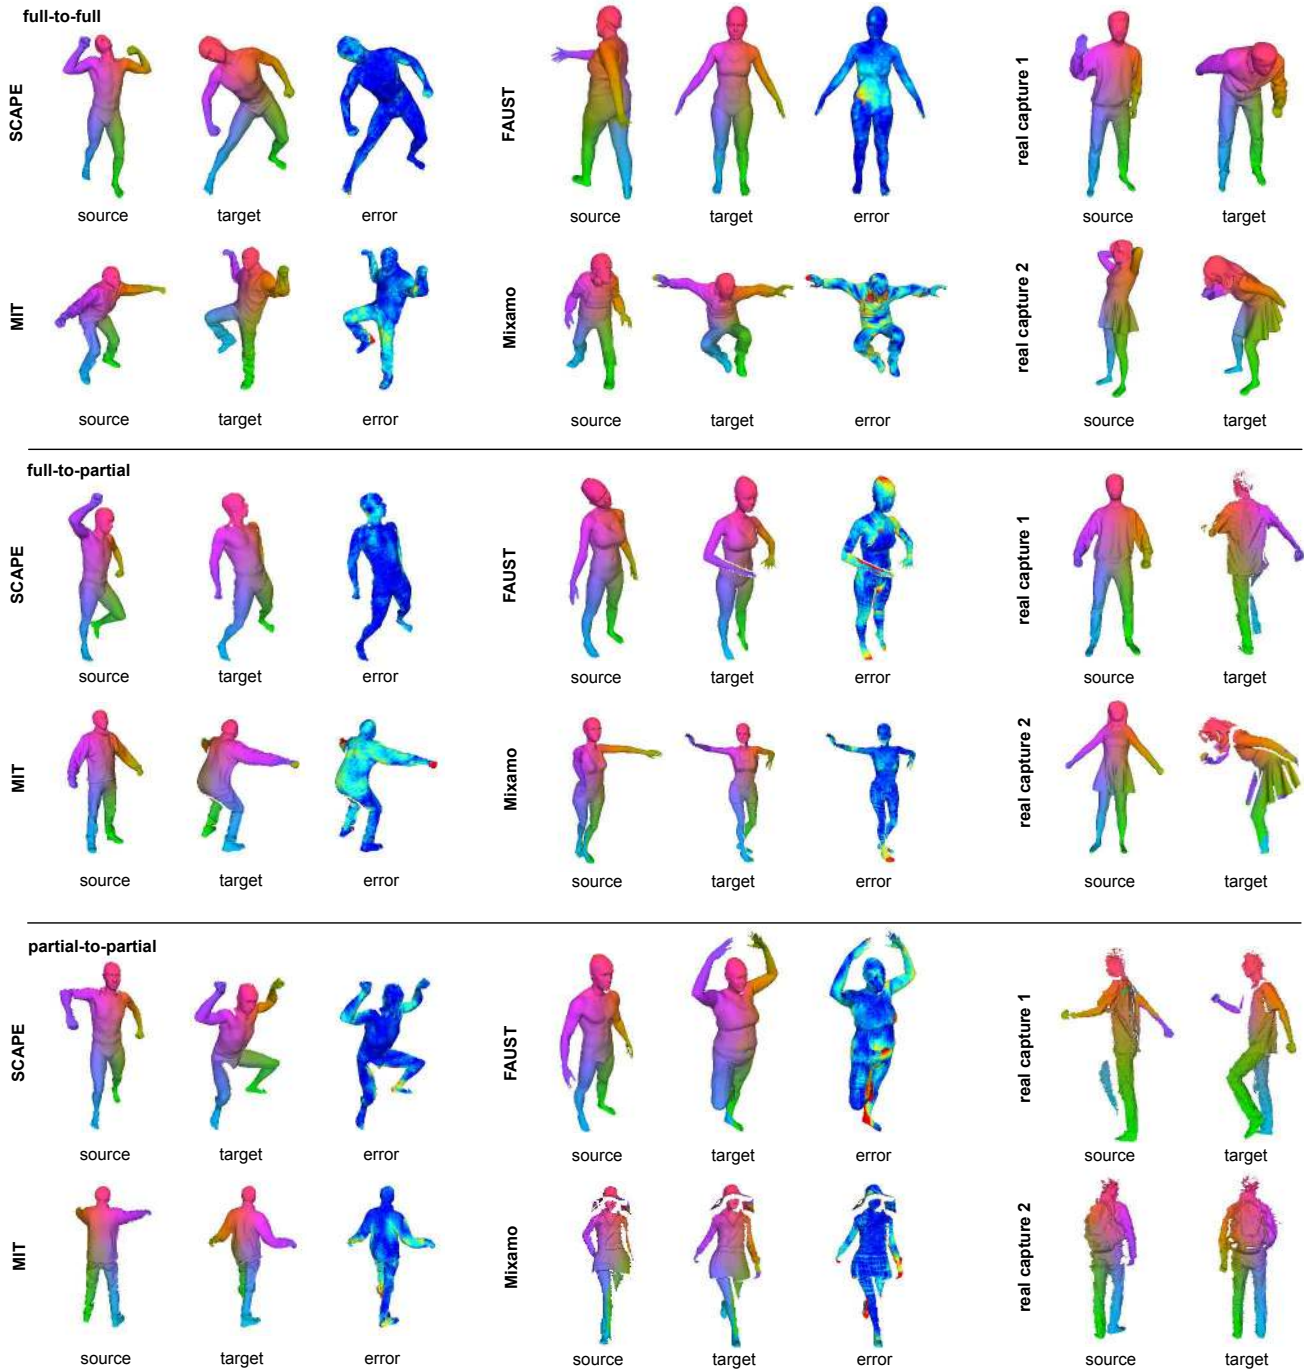 full-to-full
SCAPE
FAUST
real capture 1
source target error source target error source target
MIT
Mixamo
real capture 2
source target error source target error source target
full-to-partial
SCAPE
FAUST
real capture 1
source target error source target error source target
MIT
Mixamo
real capture 2
source target error source target error source target
partial-to-partial
SCAPE
FAUST
real capture 1
source target error source target error source target
MIT
Mixamo
real capture 2
source target error source target error source target